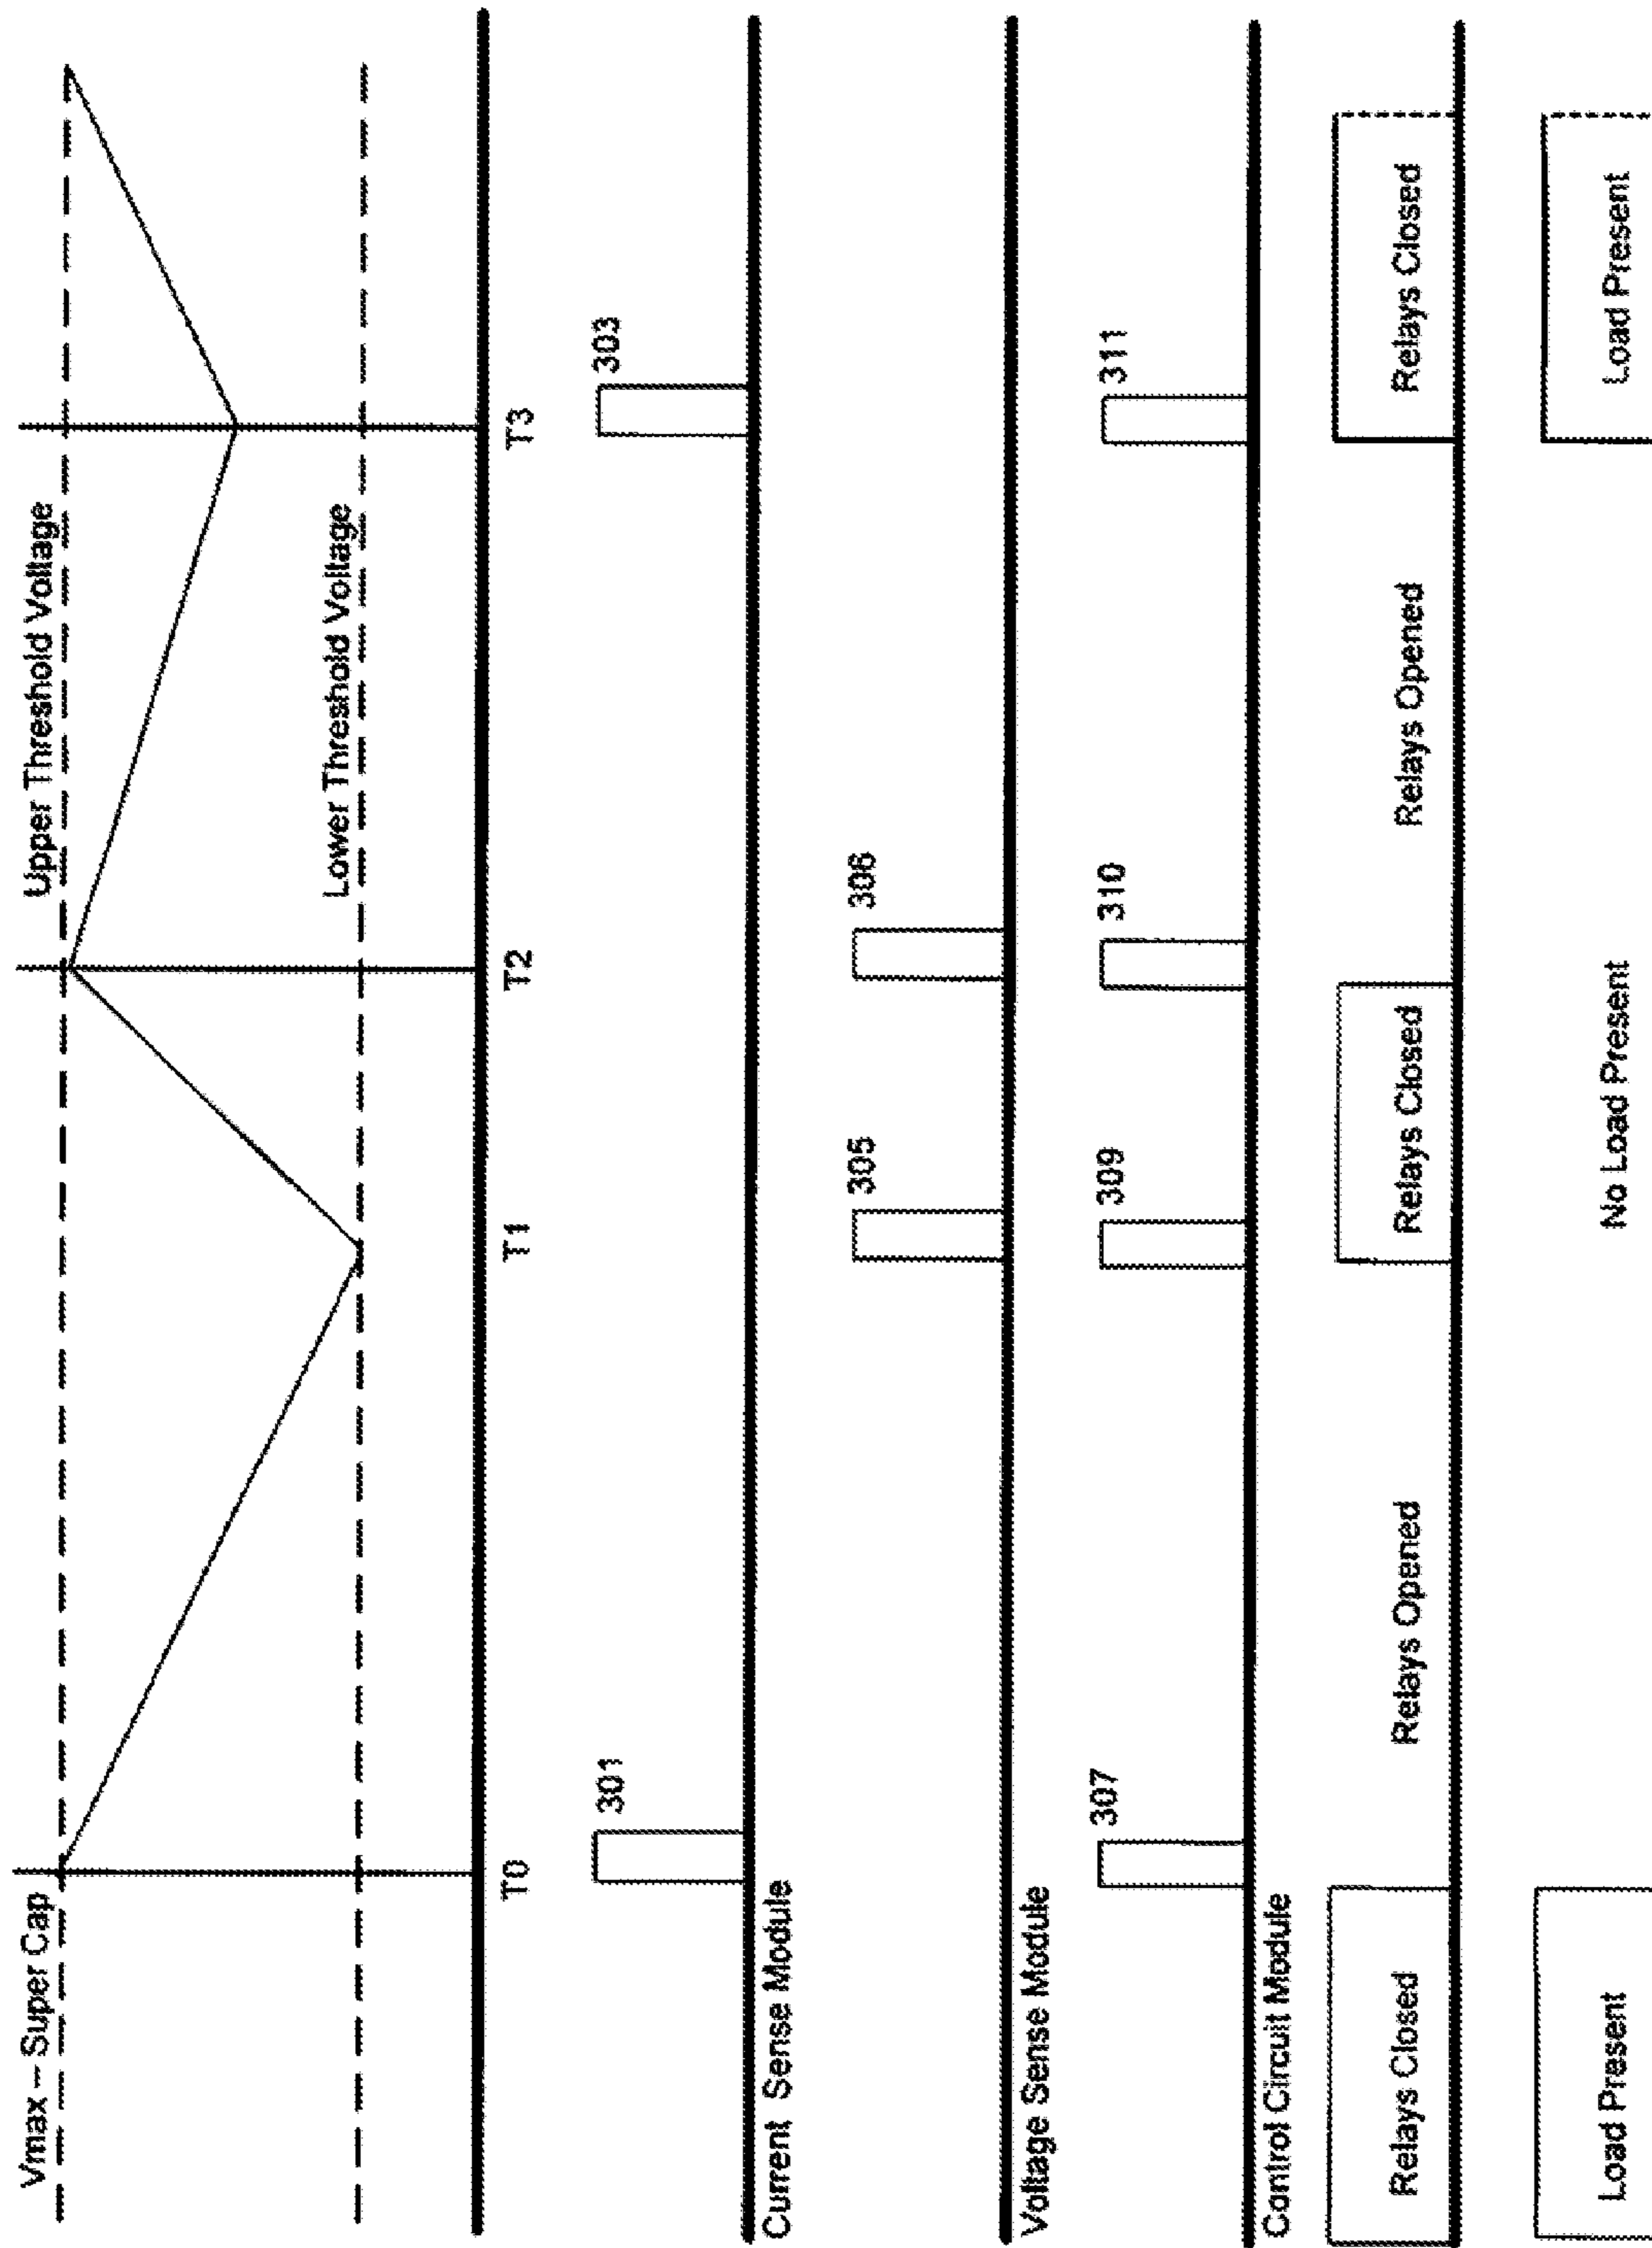 Vmax – Super Cap
Upper Threshold Voltage
Lower Threshold Voltage
T0
T1
T2
T3
301
303
Current Sense Module
305
306
Voltage Sense Module
307
309
310
311
Control Circuit Module
Relays Closed
Relays Opened
Relays Closed
Relays Opened
Relays Closed
Load Present
No Load Present
Load Present